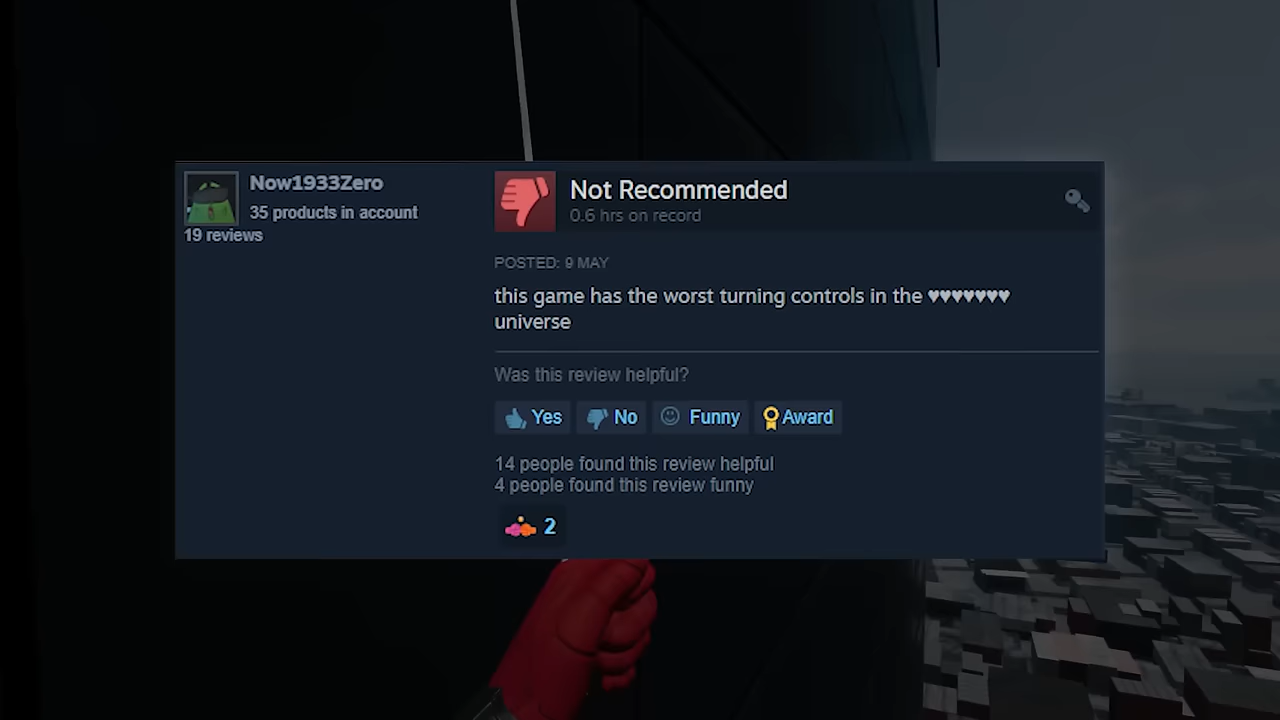 Now1933Zero
35 products in account
19 reviews
Not Recommended
0.6 hrs on record
POSTED: 9 MAY
this game has the worst turning controls in the ♥♥♥♥♥♥♥
universe
Was this review helpful?
Yes No Funny Award
14 people found this review helpful
4 people found this review funny
2